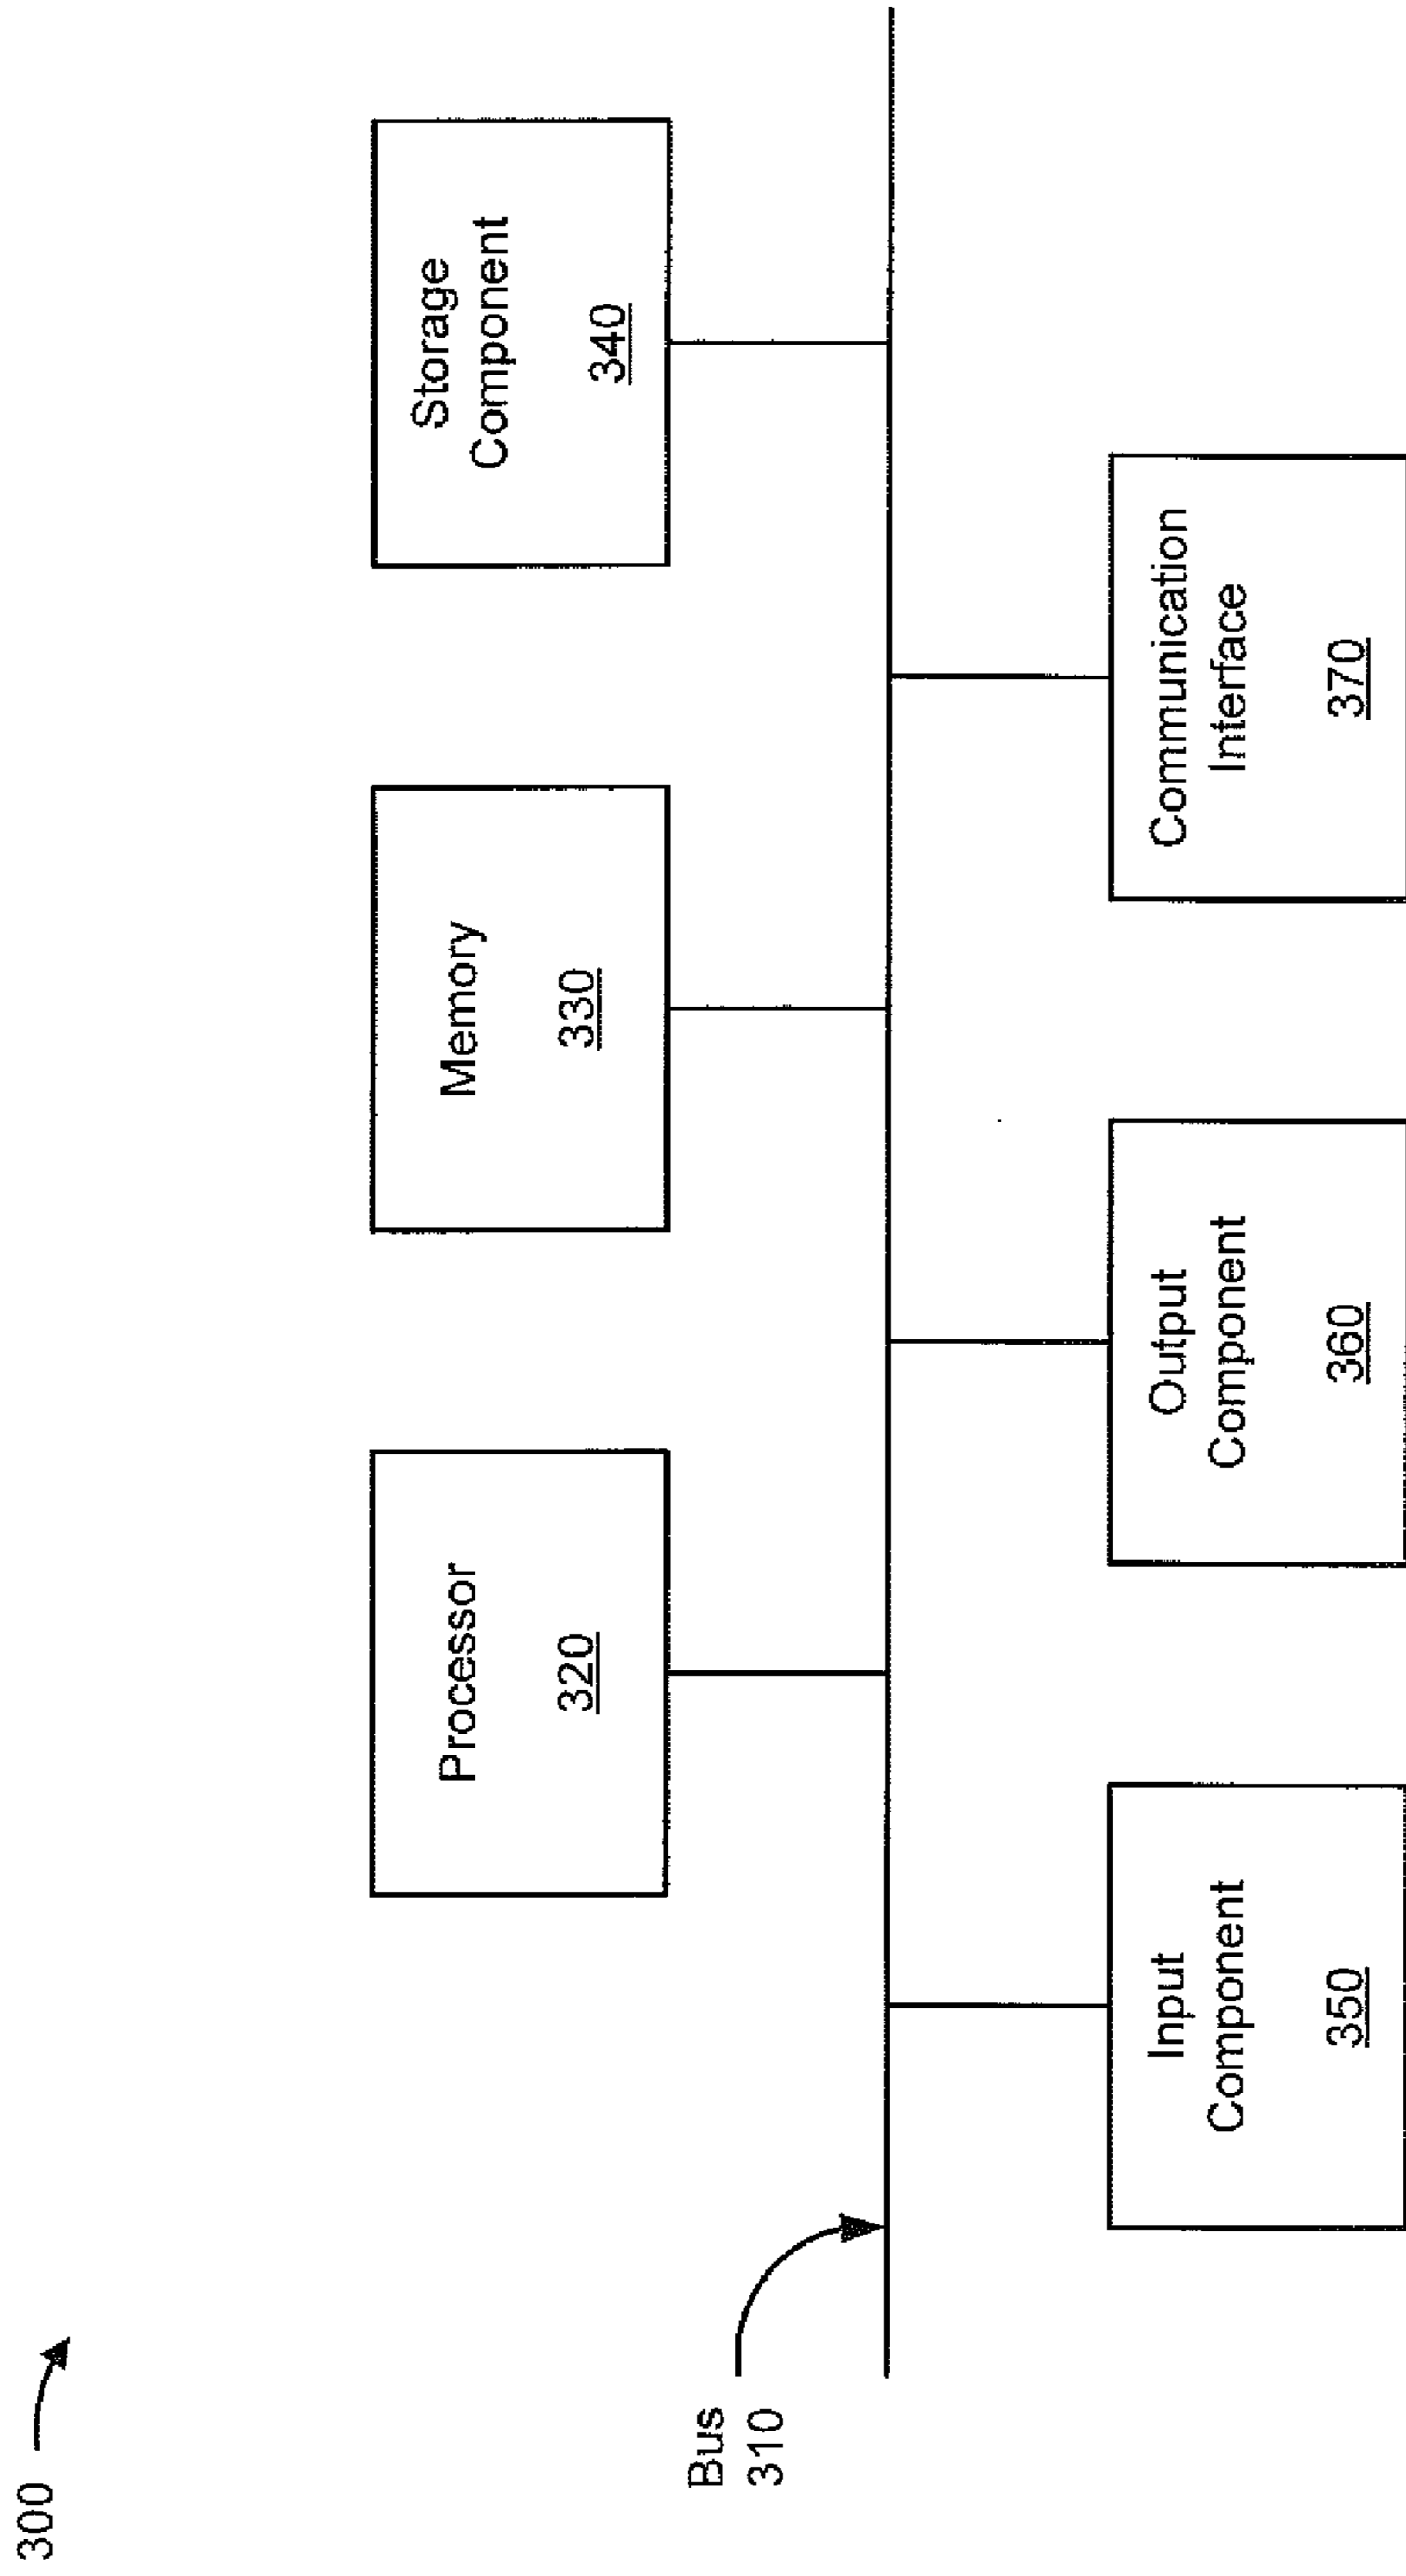 300
Bus
310
Processor
320
Memory
330
Storage
Component
340
Input
Component
350
Output
Component
360
Communication
Interface
370